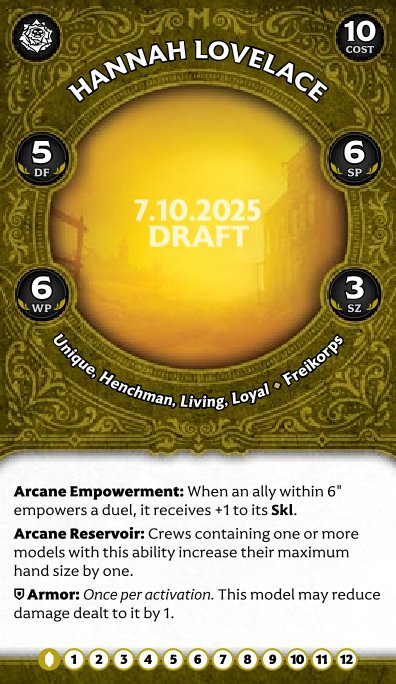 M
HANNAH LOVELACE
10
COST
5
DF
6
SP
7.10.2025
DRAFT
6
WP
3
SZ
Unique, Henchman, Living, Loyal ⬥ Freikorps
Arcane Empowerment: When an ally within 6"
empowers a duel, it receives +1 to its Skl.
Arcane Reservoir: Crews containing one or more
models with this ability increase their maximum
hand size by one.
Armor: Once per activation. This model may reduce
damage dealt to it by 1.
1 2 3 4 5 6 7 8 9 10 11 12